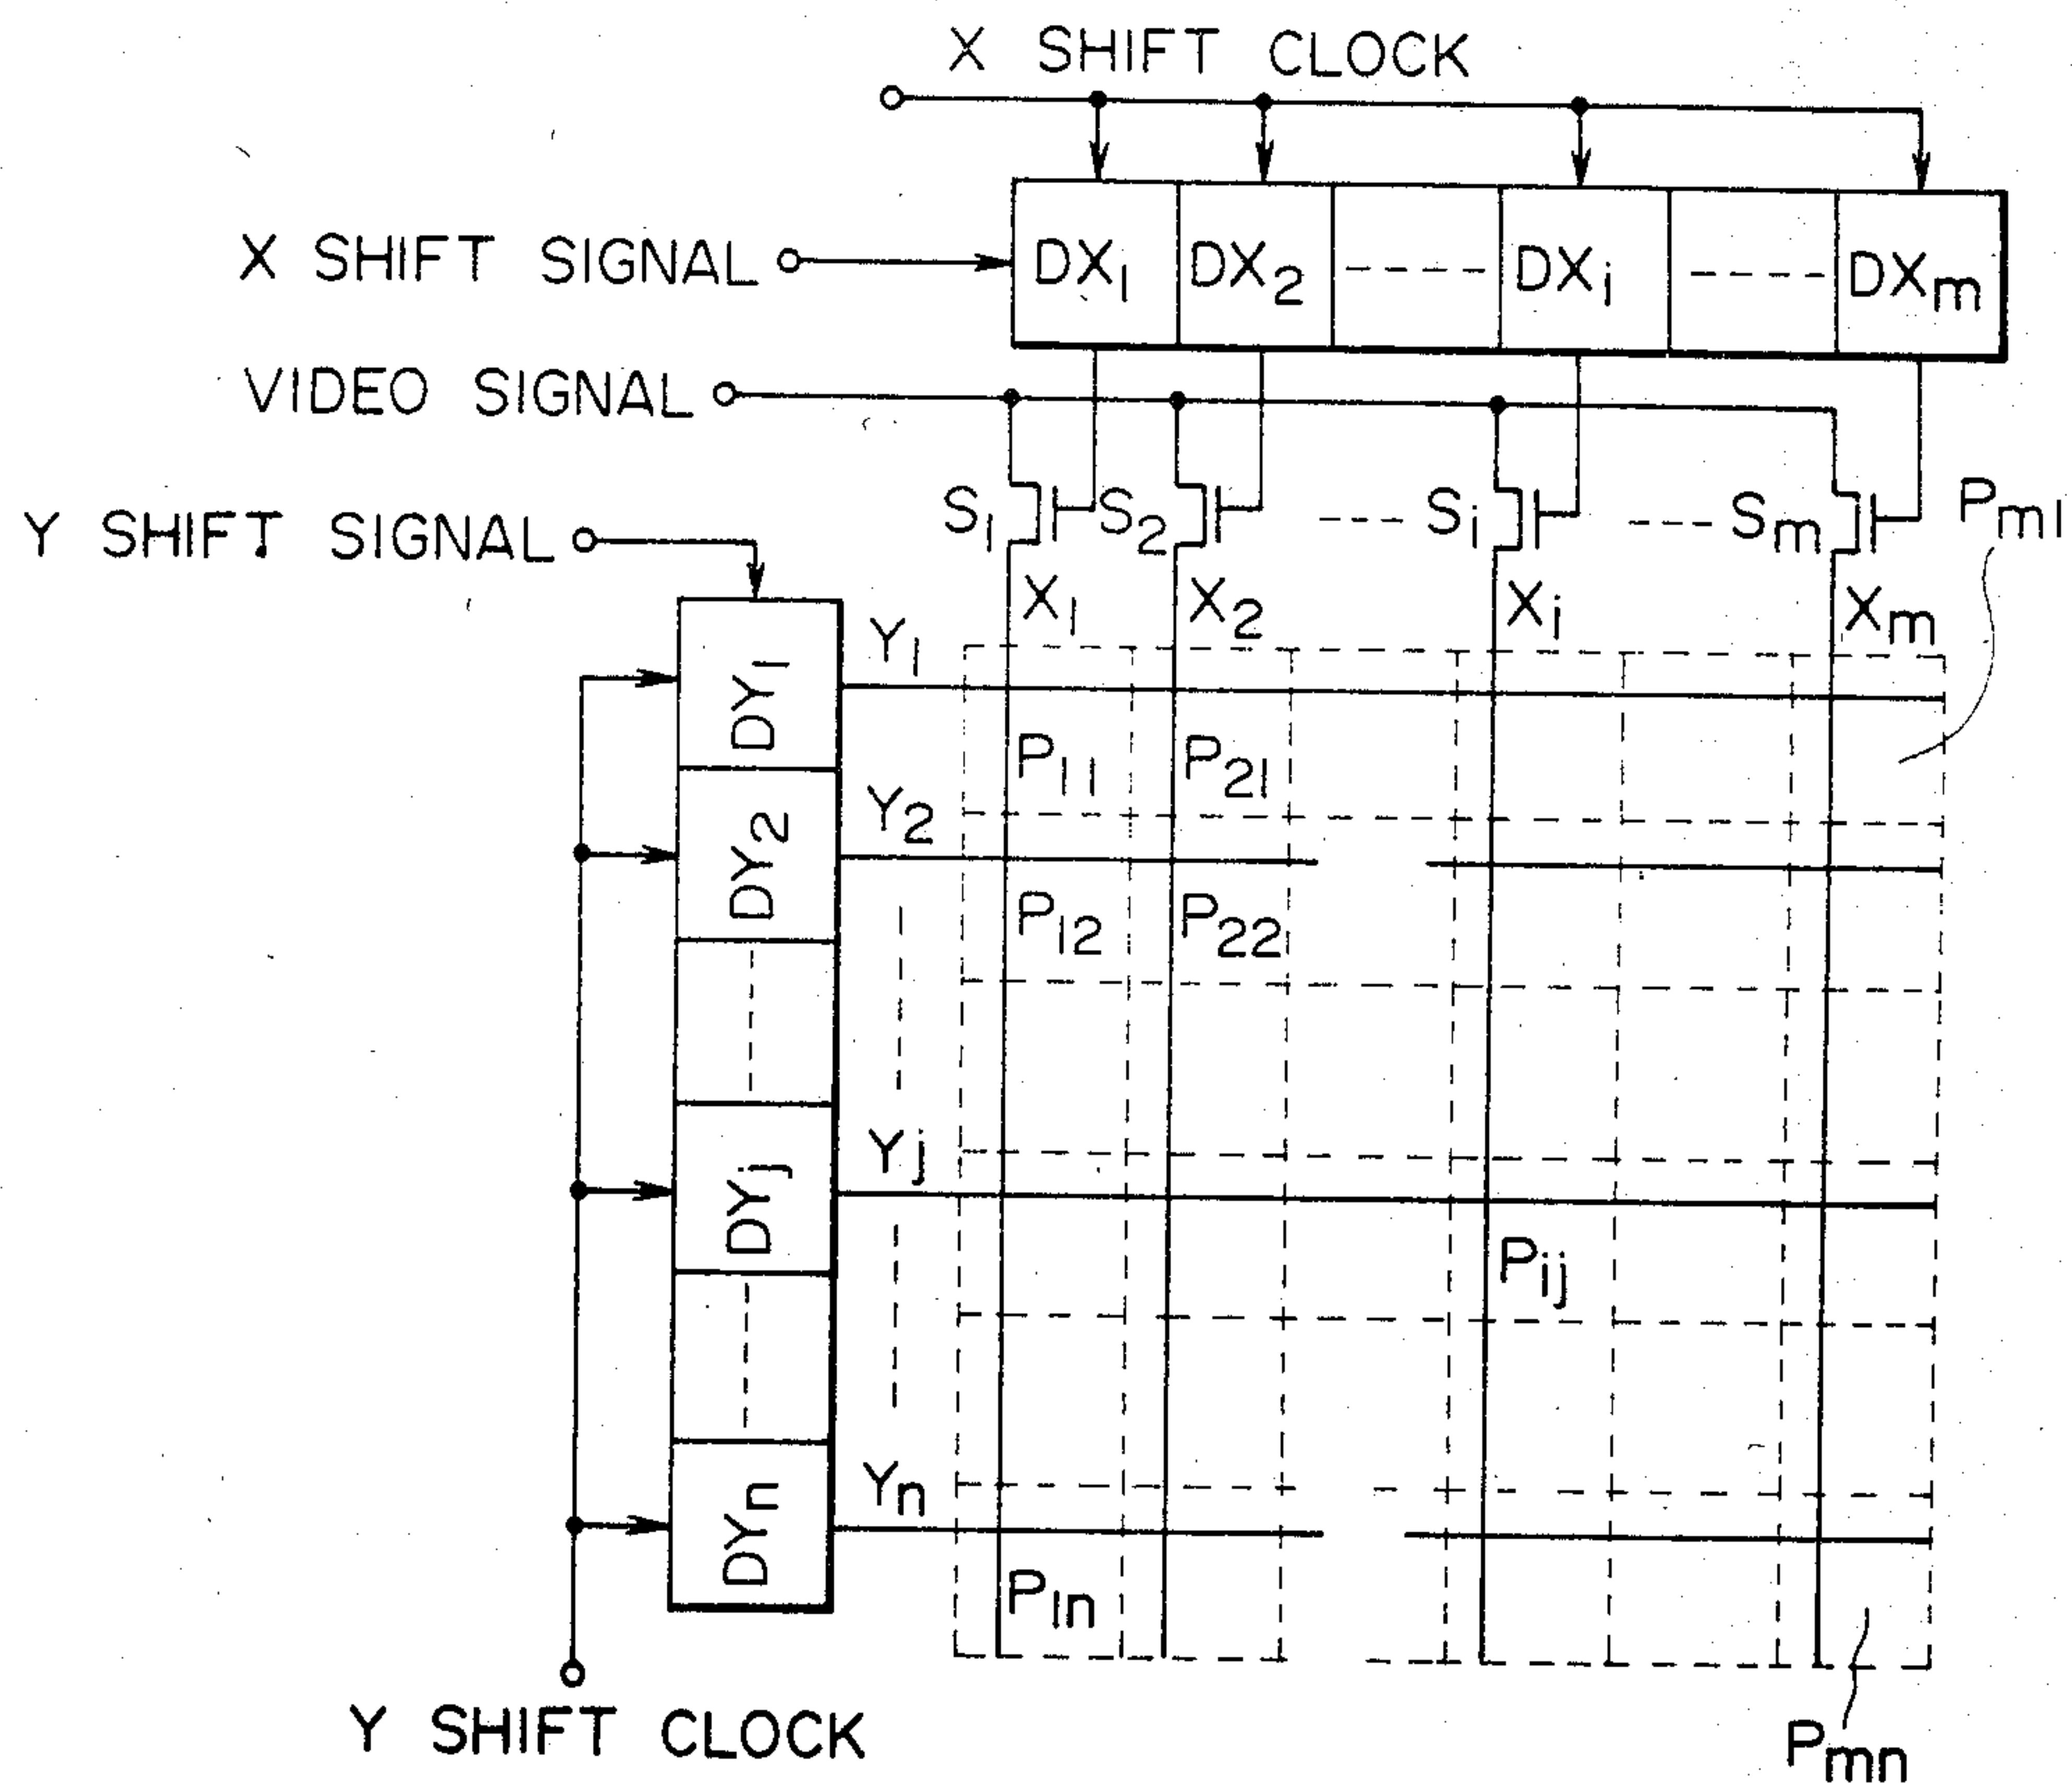 X SHIFT CLOCK
X SHIFT SIGNAL
DX1 DX2 DXi DXm
VIDEO SIGNAL
S1 S2 Si Sm Pm1
Y SHIFT SIGNAL
X1 X2 Xi Xm
DY1 Y1
P11 P21
DY2 Y2
P12 P22
DYj Yj
Pij
DYn Yn
P1n
Y SHIFT CLOCK
Pmn